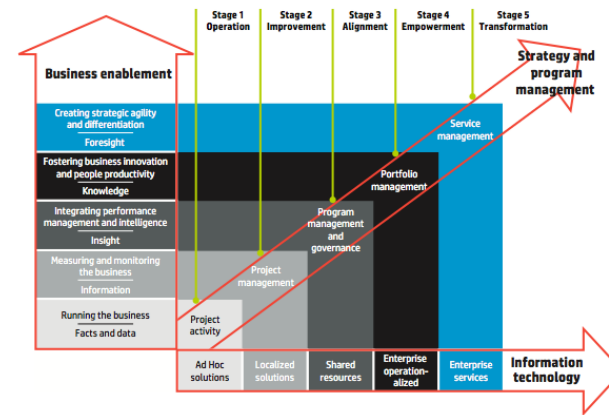 Stage 1
Operation
Stage 2
Improvement
Stage 3
Alignment
Stage 4
Empowerment
Stage 5
Transformation
Business enablement
Strategy and
program
management
Creating strategic agility
and differentiation
Foresight
Service
management
Fostering business innovation
and people productivity
Knowledge
Portfolio
management
Integrating performance
management and intelligence
Insight
Program
management
and
governance
Measuring and monitoring
the business
Information
Project
management
Running the business
Facts and data
Project
activity
Ad Hoc
solutions
Localized
solutions
Shared
resources
Enterprise
operation-
alized
Enterprise
services
Information
technology